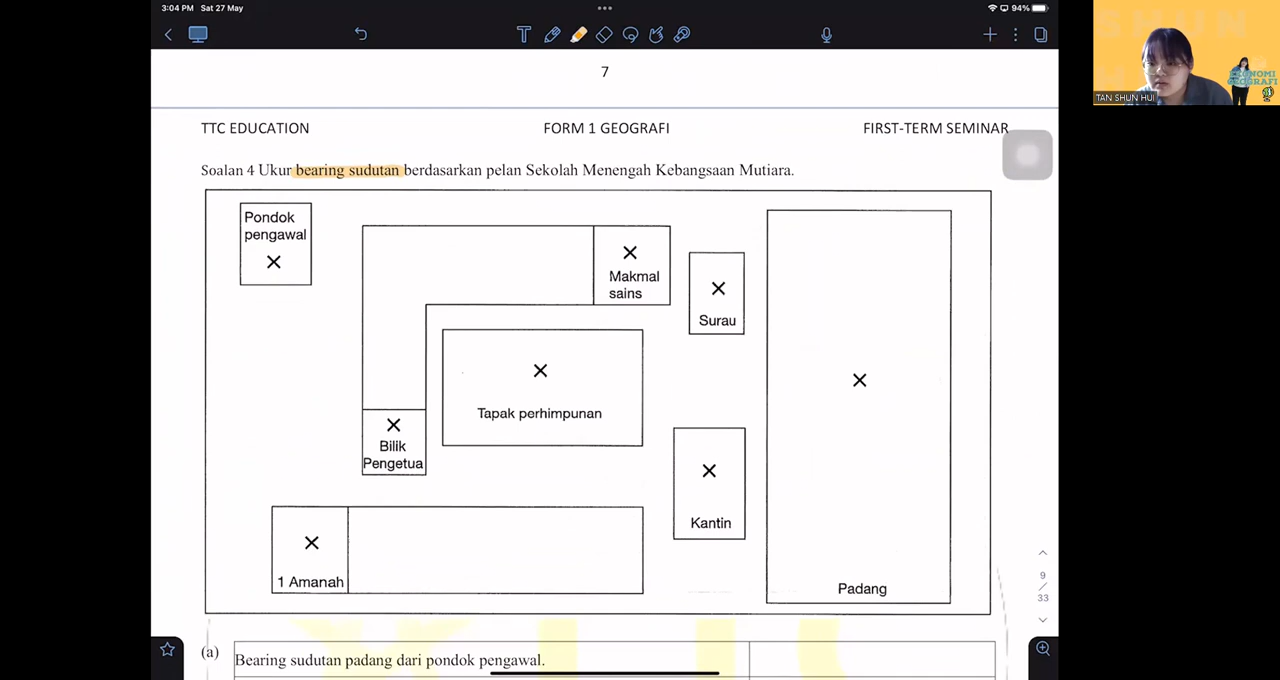 3:04 PM Sat 27 May
94%
7
TTC EDUCATION FORM 1 GEOGRAFI FIRST-TERM SEMINAR
Soalan 4 Ukur bearing sudutan berdasarkan pelan Sekolah Menengah Kebangsaan Mutiara.
Pondok
pengawal
Makmal
sains
Surau
Tapak perhimpunan
Bilik
Pengetua
Kantin
1 Amanah
Padang
9
/
33
(a) Bearing sudutan padang dari pondok pengawal.
TAN SHUN HUI
EKONOMI
GEOGRAFI